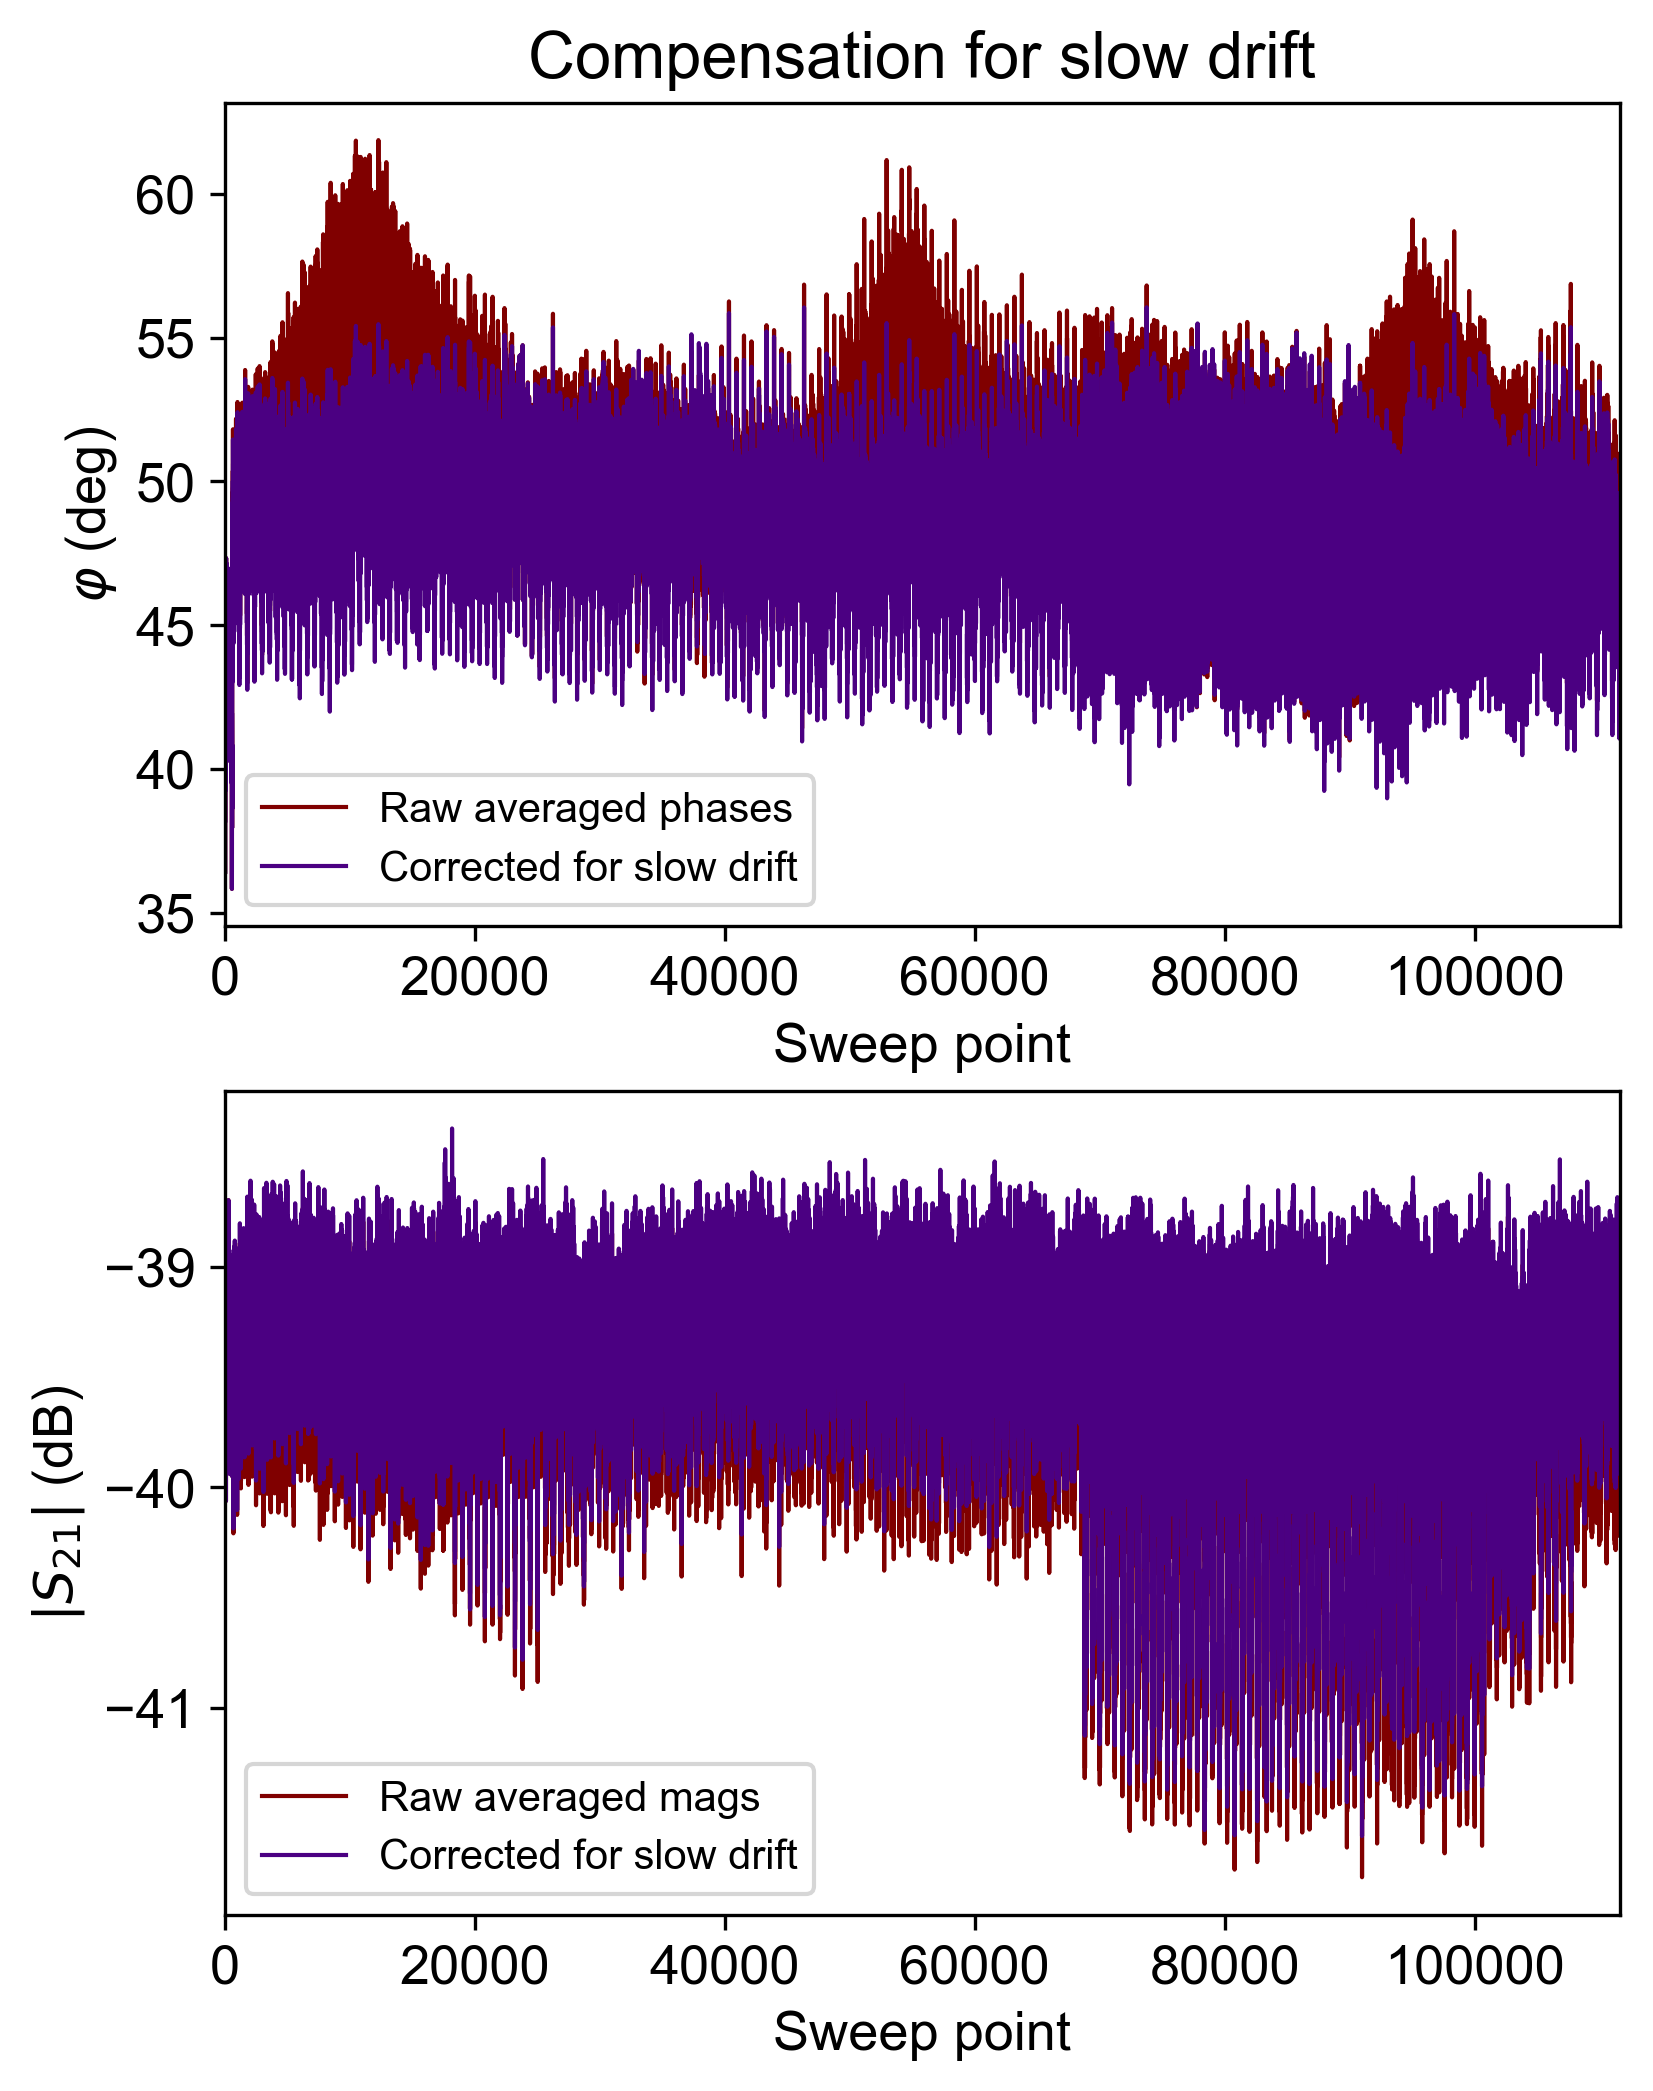 Compensation for slow drift
60
55
50
45
40
35
φ (deg)
Raw averaged phases
Corrected for slow drift
0 20000 40000 60000 80000 100000
Sweep point
−39
−40
−41
|S₂₁| (dB)
Raw averaged mags
Corrected for slow drift
0 20000 40000 60000 80000 100000
Sweep point